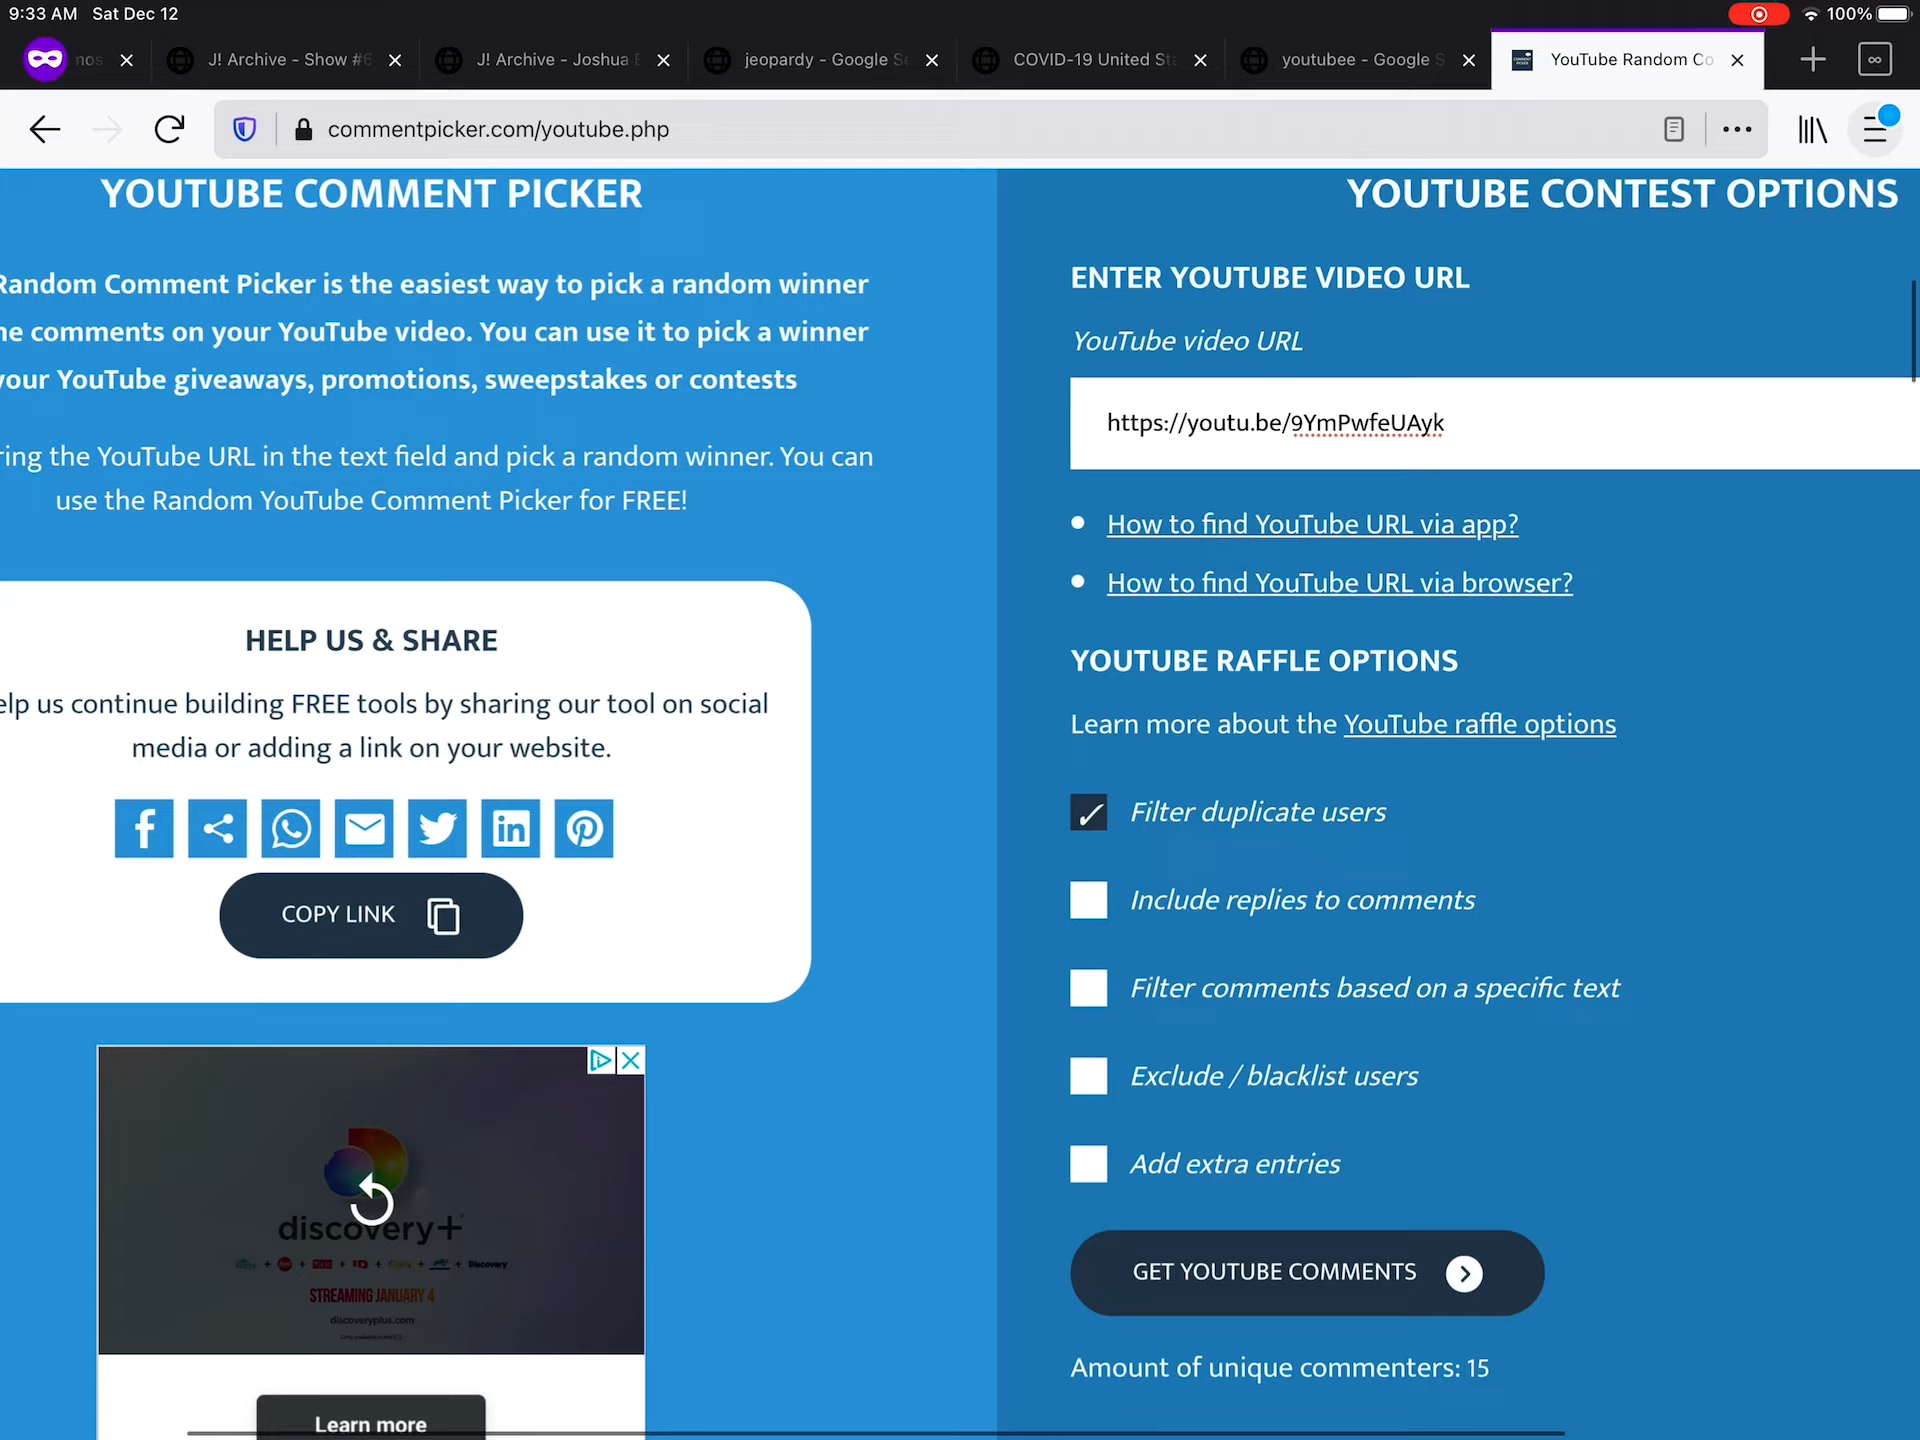 9:33 AM Sat Dec 12
100%
nos
J! Archive - Show #6
J! Archive - Joshua
jeopardy - Google S
COVID-19 United St
youtubee - Google S
YouTube Random Co
commentpicker.com/youtube.php
YOUTUBE COMMENT PICKER
Random Comment Picker is the easiest way to pick a random winner
he comments on your YouTube video. You can use it to pick a winner
your YouTube giveaways, promotions, sweepstakes or contests
ring the YouTube URL in the text field and pick a random winner. You can
use the Random YouTube Comment Picker for FREE!
HELP US & SHARE
elp us continue building FREE tools by sharing our tool on social
media or adding a link on your website.
COPY LINK
discovery+
Discovery
STREAMING JANUARY 4
discoveryplus.com
Learn more
YOUTUBE CONTEST OPTIONS
ENTER YOUTUBE VIDEO URL
YouTube video URL
https://youtu.be/9YmPwfeUAyk
How to find YouTube URL via app?
How to find YouTube URL via browser?
YOUTUBE RAFFLE OPTIONS
Learn more about the YouTube raffle options
Filter duplicate users
Include replies to comments
Filter comments based on a specific text
Exclude / blacklist users
Add extra entries
GET YOUTUBE COMMENTS
Amount of unique commenters: 15